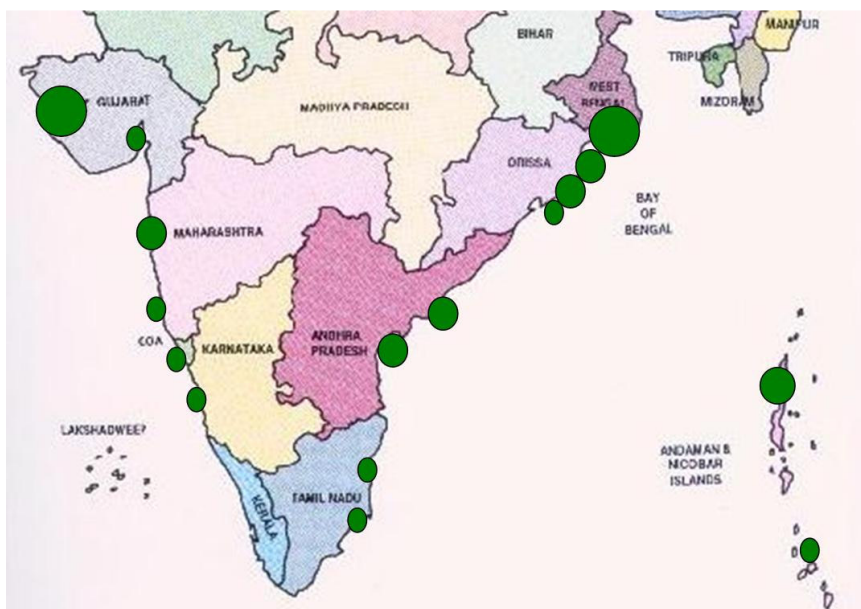 MANIPUR
BIHAR
TRIPURA
WEST
BENGAL
GUJARAT
MADHYA PRADESH
MIZORAM
ORISSA
BAY
OF
BENGAL
MAHARASHTRA
GOA
KARNATAKA
ANDHRA
PRADESH
LAKSHADWEEP
ANDAMAN &
NICOBAR
ISLANDS
TAMIL NADU
KERALA